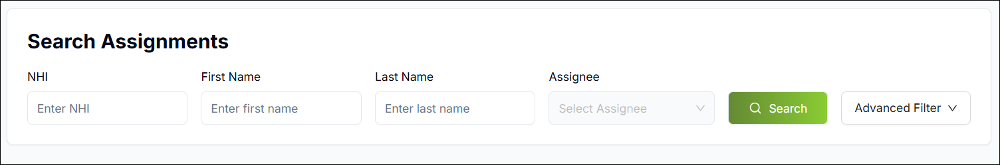 Search Assignments
NHI First Name Last Name Assignee
Enter NHI Enter first name Enter last name Select Assignee Search Advanced Filter